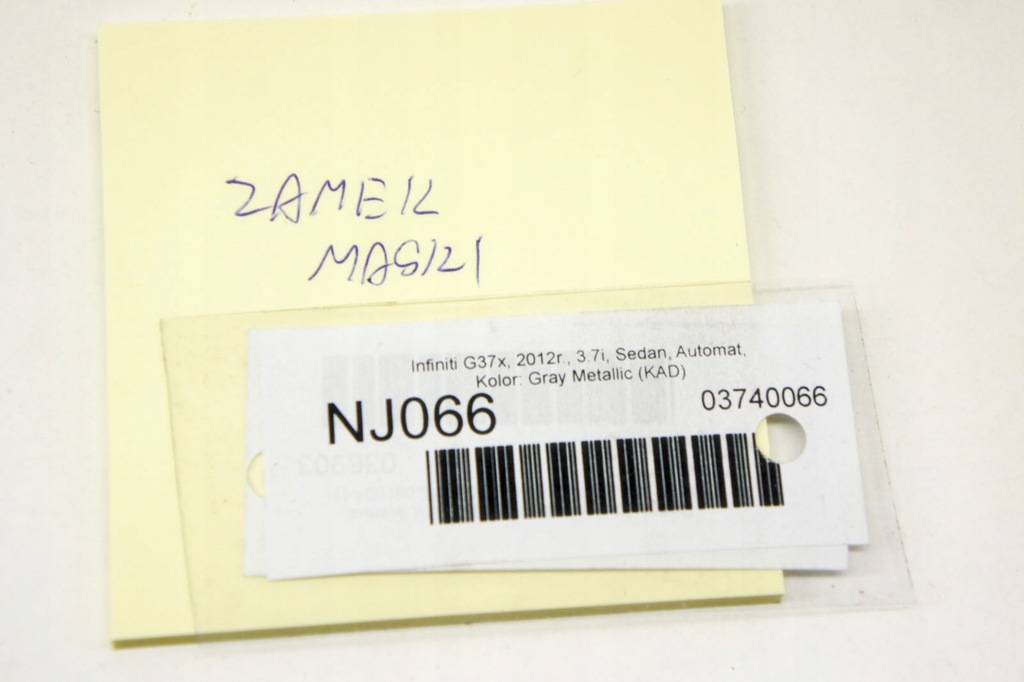 ZAMEK
MASKI
Infiniti G37x, 2012r., 3.7i, Sedan, Automat,
Kolor: Gray Metallic (KAD)
NJ066
03740066